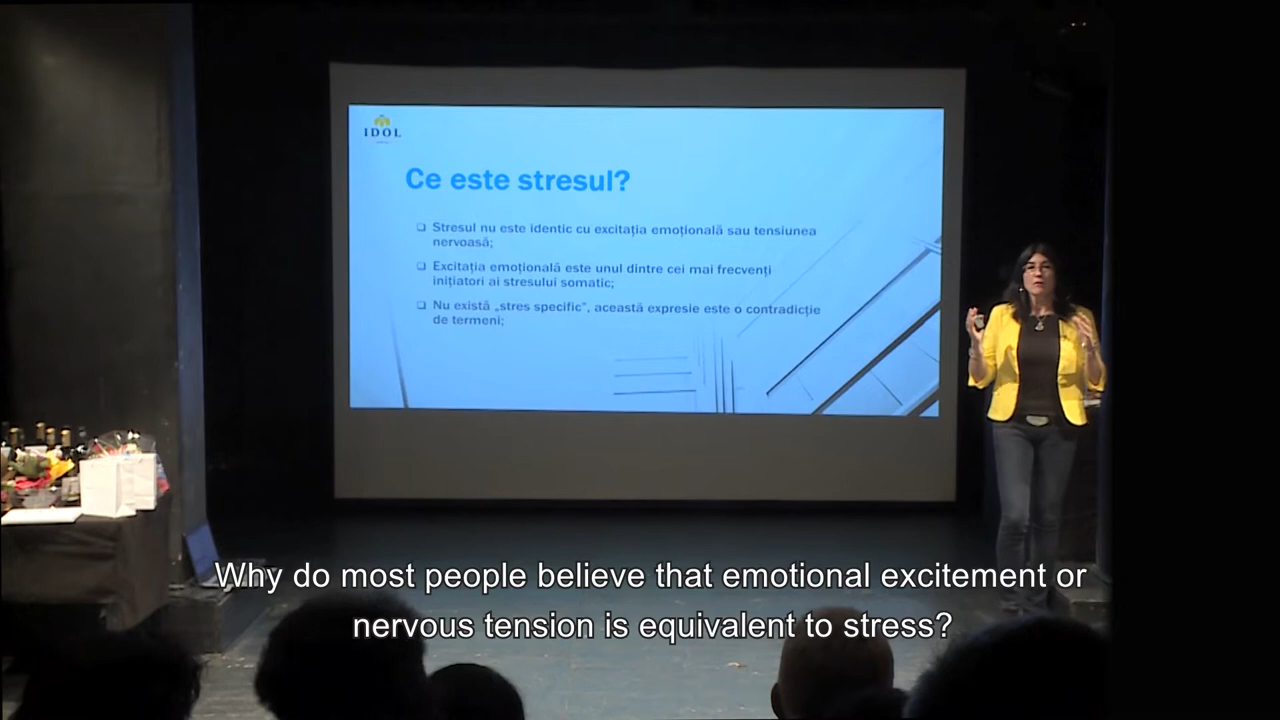 IDOL
Ce este stresul?
Stresul nu este identic cu excitația emoțională sau tensiunea
nervoasă;
Excitația emoțională este unul dintre cei mai frecvenți
inițiatori ai stresului somatic;
Nu există „stres specific”, această expresie este o contradicție
de termeni;
Why do most people believe that emotional excitement or
nervous tension is equivalent to stress?